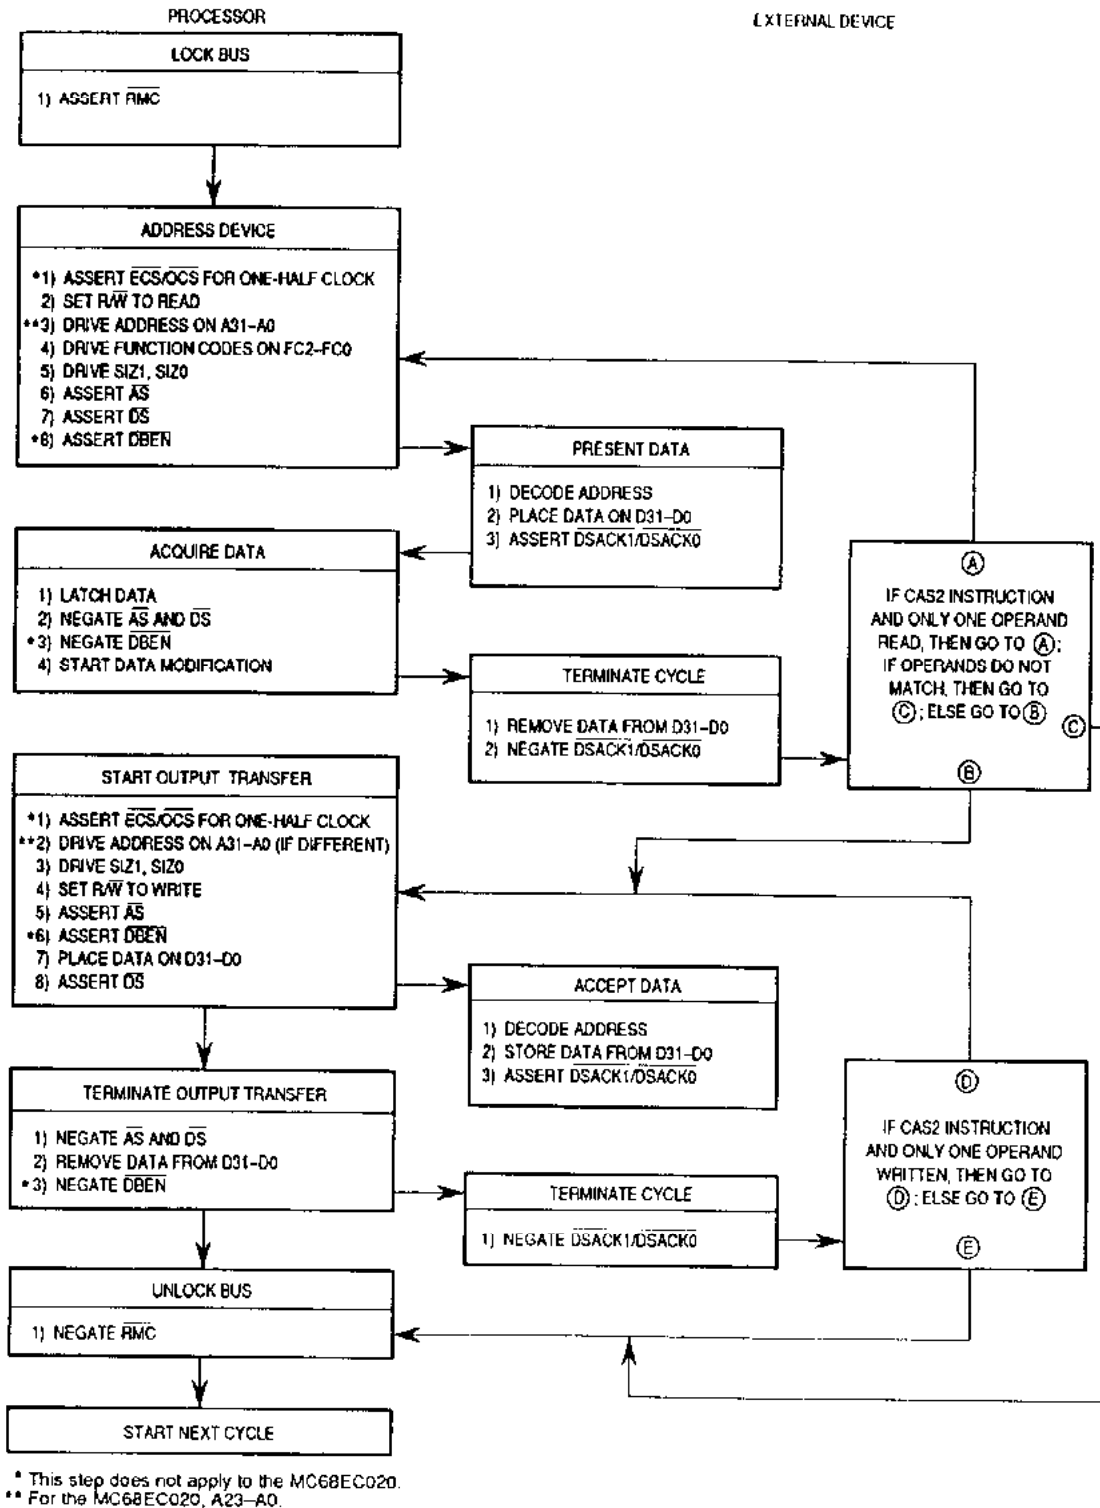 PROCESSOR
EXTERNAL DEVICE
LOCK BUS
1) ASSERT RMC
ADDRESS DEVICE
*1) ASSERT ECS/OCS FOR ONE-HALF CLOCK
2) SET R/W TO READ
**3) DRIVE ADDRESS ON A31–A0
4) DRIVE FUNCTION CODES ON FC2–FC0
5) DRIVE SIZ1, SIZ0
6) ASSERT AS
7) ASSERT DS
*8) ASSERT DBEN
PRESENT DATA
1) DECODE ADDRESS
2) PLACE DATA ON D31–D0
3) ASSERT DSACK1/DSACK0
ACQUIRE DATA
1) LATCH DATA
2) NEGATE AS AND DS
*3) NEGATE DBEN
4) START DATA MODIFICATION
TERMINATE CYCLE
1) REMOVE DATA FROM D31–D0
2) NEGATE DSACK1/DSACK0
A
IF CAS2 INSTRUCTION
AND ONLY ONE OPERAND
READ, THEN GO TO A;
IF OPERANDS DO NOT
MATCH, THEN GO TO
C; ELSE GO TO B
C
B
START OUTPUT TRANSFER
*1) ASSERT ECS/OCS FOR ONE-HALF CLOCK
**2) DRIVE ADDRESS ON A31–A0 (IF DIFFERENT)
3) DRIVE SIZ1, SIZ0
4) SET R/W TO WRITE
5) ASSERT AS
*6) ASSERT DBEN
7) PLACE DATA ON D31–D0
8) ASSERT DS
ACCEPT DATA
1) DECODE ADDRESS
2) STORE DATA FROM D31–D0
3) ASSERT DSACK1/DSACK0
TERMINATE OUTPUT TRANSFER
1) NEGATE AS AND DS
2) REMOVE DATA FROM D31–D0
*3) NEGATE DBEN
TERMINATE CYCLE
1) NEGATE DSACK1/DSACK0
D
IF CAS2 INSTRUCTION
AND ONLY ONE OPERAND
WRITTEN, THEN GO TO
D; ELSE GO TO E
E
UNLOCK BUS
1) NEGATE RMC
START NEXT CYCLE
* This step does not apply to the MC68EC020.
** For the MC68EC020, A23–A0.